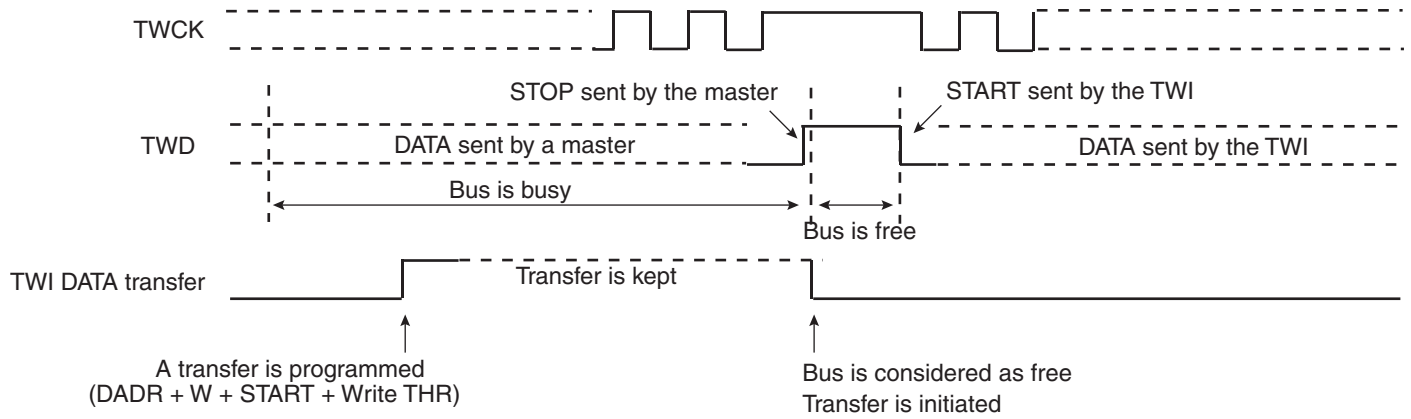 TWCK
STOP sent by the master
START sent by the TWI
TWD
DATA sent by a master
DATA sent by the TWI
Bus is busy
Bus is free
TWI DATA transfer
Transfer is kept
A transfer is programmed
(DADR + W + START + Write THR)
Bus is considered as free
Transfer is initiated